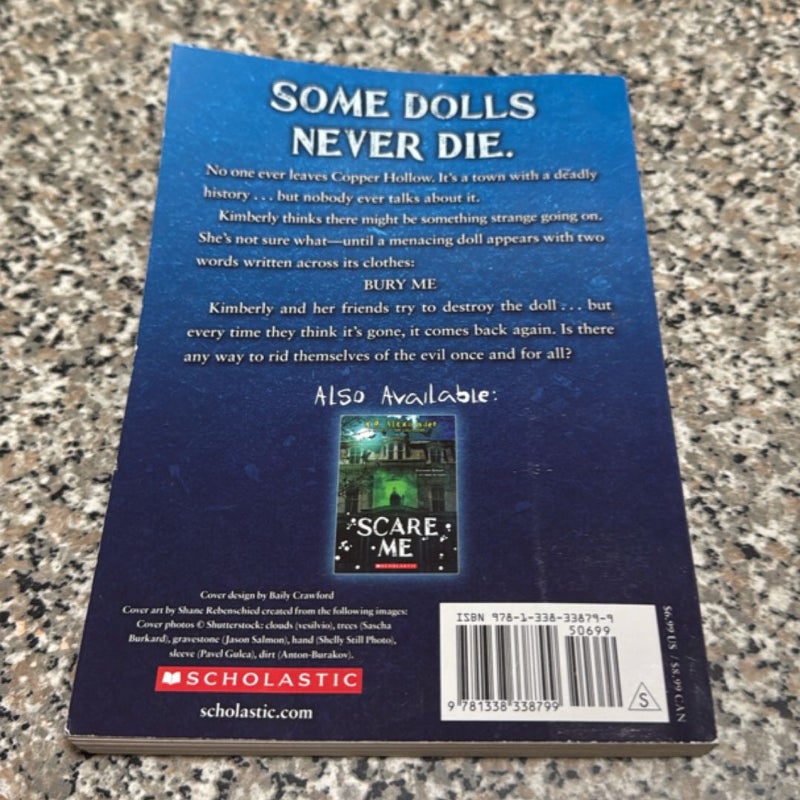 SOME DOLLS
NEVER DIE.
No one ever leaves Copper Hollow. It's a town with a deadly
history . . . but nobody ever talks about it.
Kimberly thinks there might be something strange going on.
She's not sure what—until a menacing doll appears with two
words written across its clothes:
BURY ME
Kimberly and her friends try to destroy the doll . . . but
every time they think it's gone, it comes back again. Is there
any way to rid themselves of the evil once and for all?
Also Available:
Alexander
SCARE
ME
SCHOLASTIC
Cover design by Baily Crawford
Cover art by Shane Rebenschied created from the following images:
Cover photos © Shutterstock: clouds (vesilvio), trees (Sascha
Burkard), gravestone (Jason Salmon), hand (Shelly Still Photo),
sleeve (Pavel Gulea), dirt (Anton-Burakov).
SCHOLASTIC
scholastic.com
ISBN 978-1-338-33879-9
50699
9 781338 338799
S
$6.99 US / $8.99 CAN